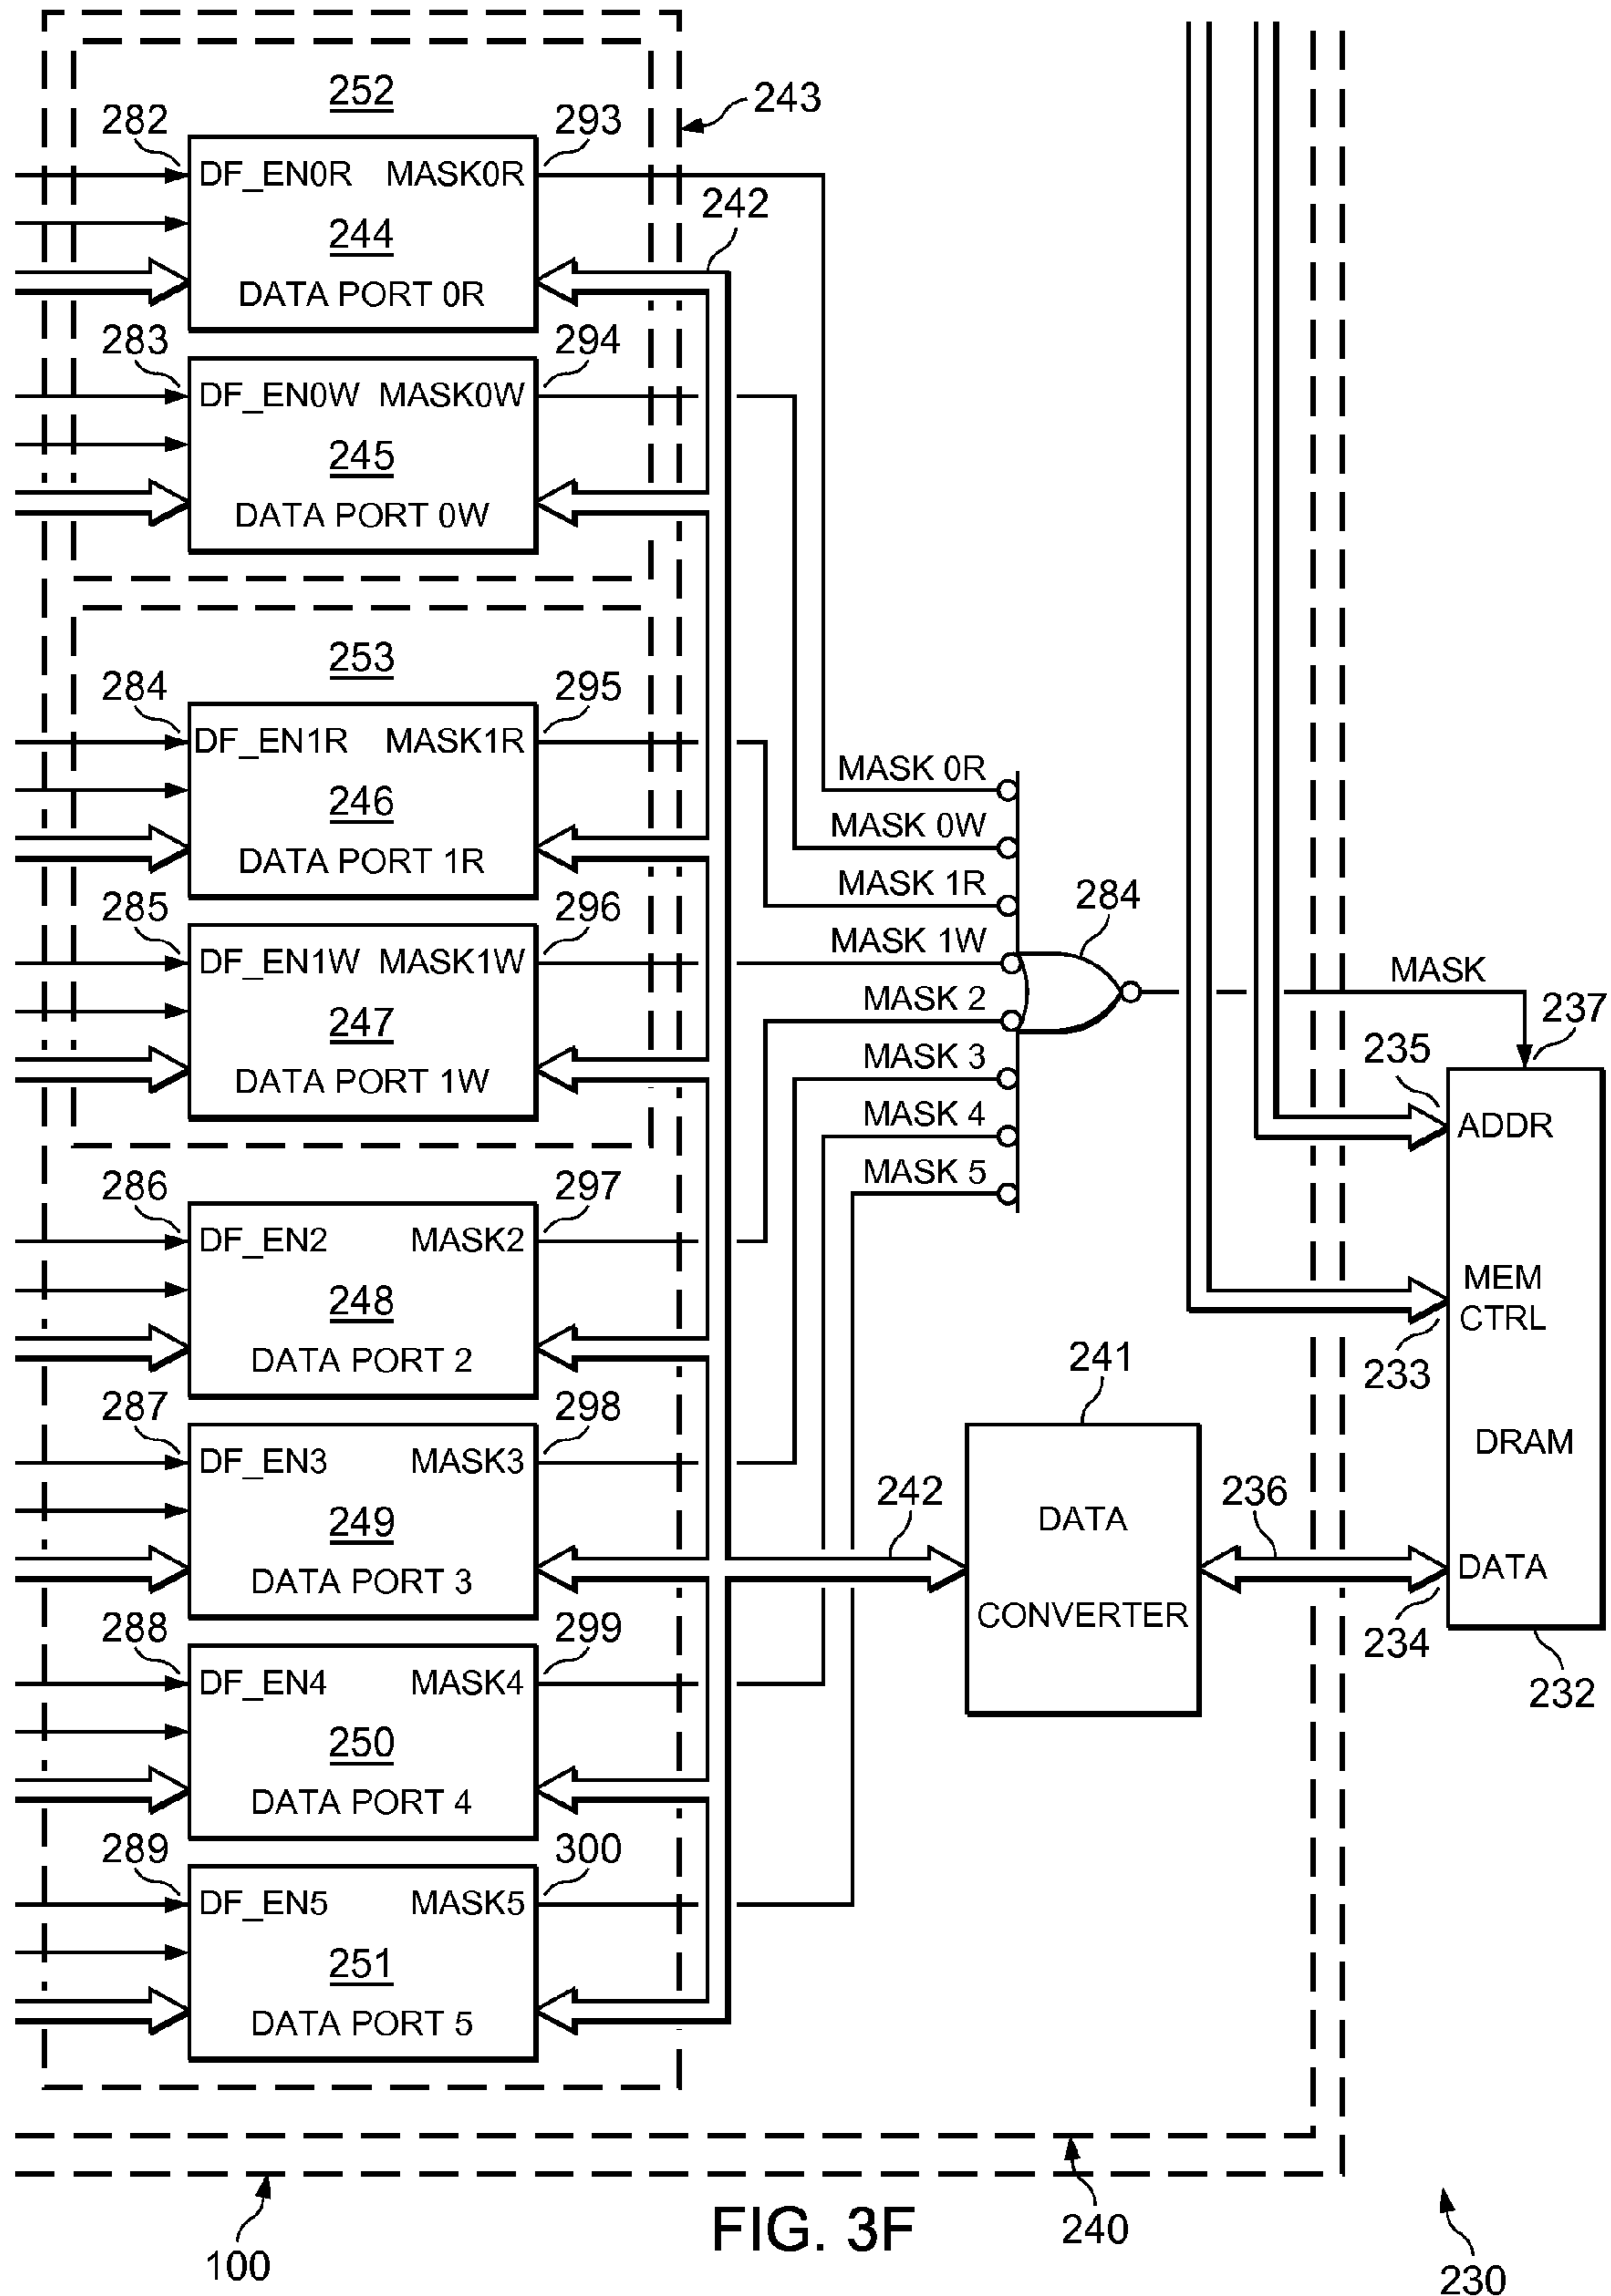 252
243
282
293
DF_EN0R MASK0R
244
DATA PORT 0R
242
283
294
DF_EN0W MASK0W
245
DATA PORT 0W
253
284
295
DF_EN1R MASK1R
246
DATA PORT 1R
285
296
DF_EN1W MASK1W
247
DATA PORT 1W
286
297
DF_EN2 MASK2
248
DATA PORT 2
287
298
DF_EN3 MASK3
249
DATA PORT 3
288
299
DF_EN4 MASK4
250
DATA PORT 4
289
300
DF_EN5 MASK5
251
DATA PORT 5
MASK 0R
MASK 0W
MASK 1R
MASK 1W
MASK 2
MASK 3
MASK 4
MASK 5
284
MASK
237
235
ADDR
MEM
CTRL
233
DRAM
DATA
234
232
241
DATA
CONVERTER
242
236
100
FIG. 3F
240
230